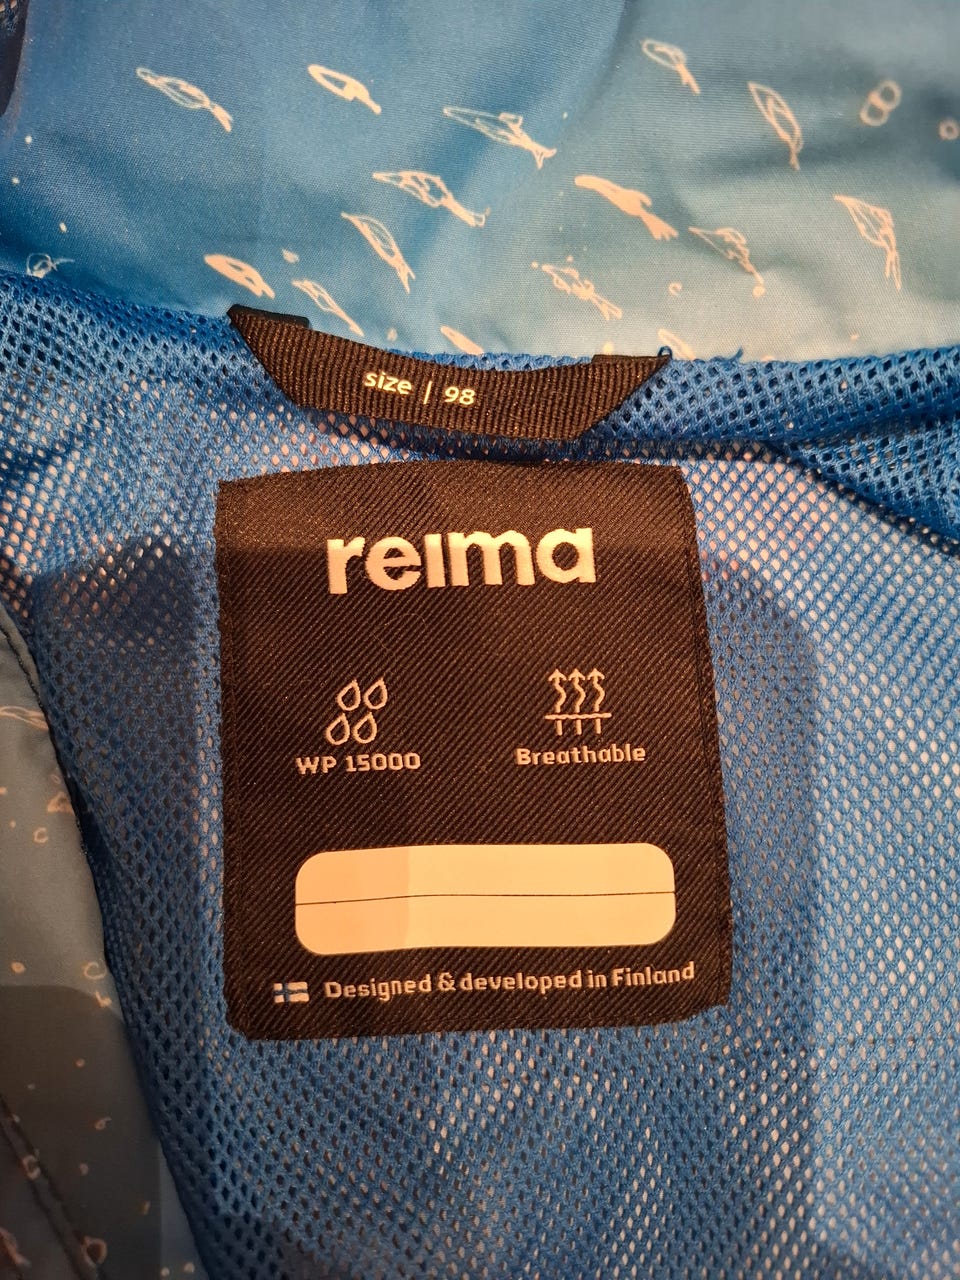 size | 98
reima
WP 15000
Breathable
Designed & developed in Finland